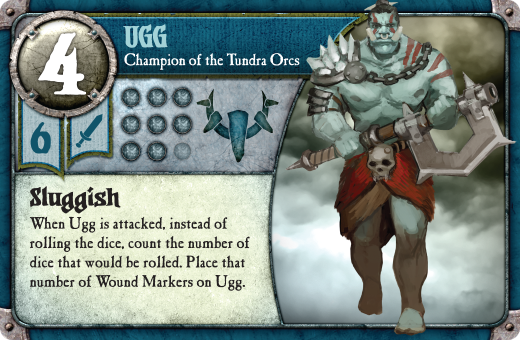 4
UGG
Champion of the Tundra Orcs
6
Sluggish
When Ugg is attacked, instead of
rolling the dice, count the number of
dice that would be rolled. Place that
number of Wound Markers on Ugg.